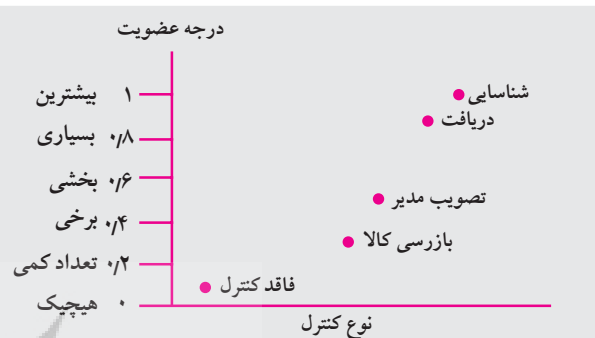 درجه عضویت
۱ بیشترین
۰/۸ بسیاری
۰/۶ بخشی
۰/۴ برخی
۰/۲ تعداد کمی
۰ هیچیک
شناسایی
دریافت
تصویب مدیر
بازرسی کالا
فاقد کنترل
نوع کنترل